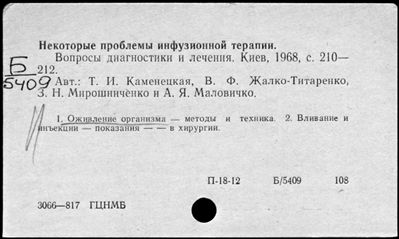 Некоторые проблемы инфузионной терапии.
Вопросы диагностики и лечения. Киев, 1968, с. 210—
212.
Б
5409
Авт.: Т. И. Каменецкая, В. Ф. Жалко-Титаренко,
З. Н. Мирошниченко и А. Я. Маловичко.
1. Оживление организма — методы и техника. 2. Вливание и
инъекции — показания — — в хирургии.
П-18-12 Б/5409 108
3066—817 ГЦНМБ